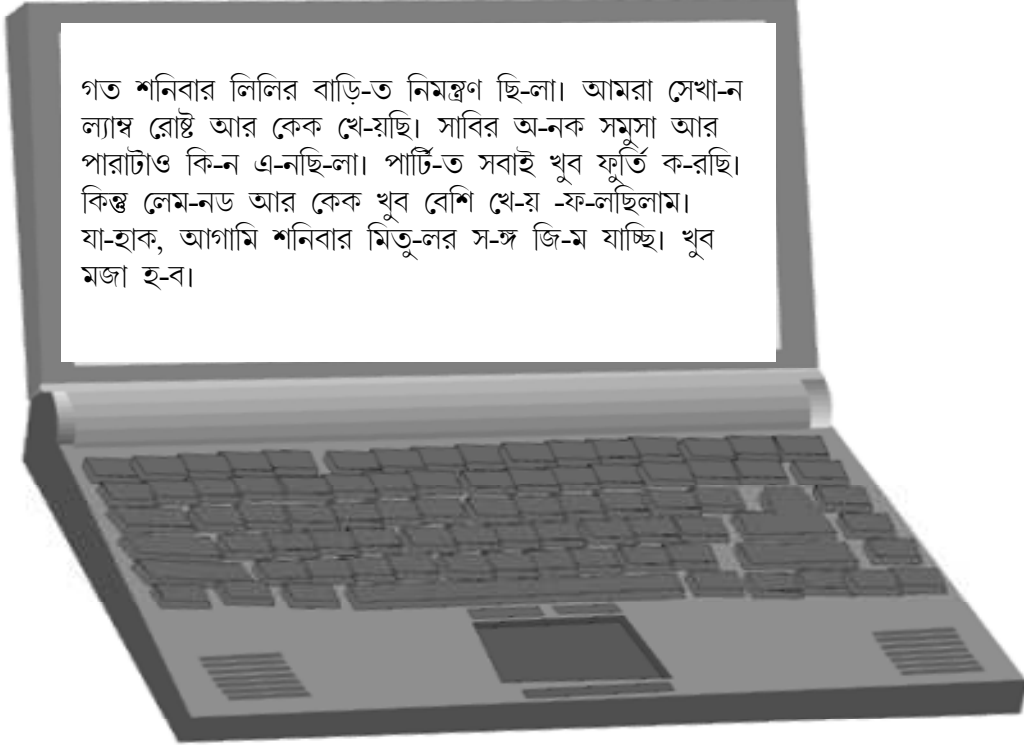 গত শনিবার লিলির বাড়ি-ত নিমন্ত্রণ ছি-লা। আমরা সেখা-ন
ল্যাম্ব রোষ্ট আর কেক খে-য়ছি। সাবির অ-নক সমুসা আর
পারাটাও কি-ন এ-নছি-লা। পার্টি-ত সবাই খুব ফুর্তি ক-রছি।
কিন্তু লেম-নড আর কেক খুব বেশি খে-য় -ফ-লছিলাম।
যা-হাক, আগামি শনিবার মিতু-লর স-ঙ্গ জি-ম যাচ্ছি। খুব
মজা হ-ব।